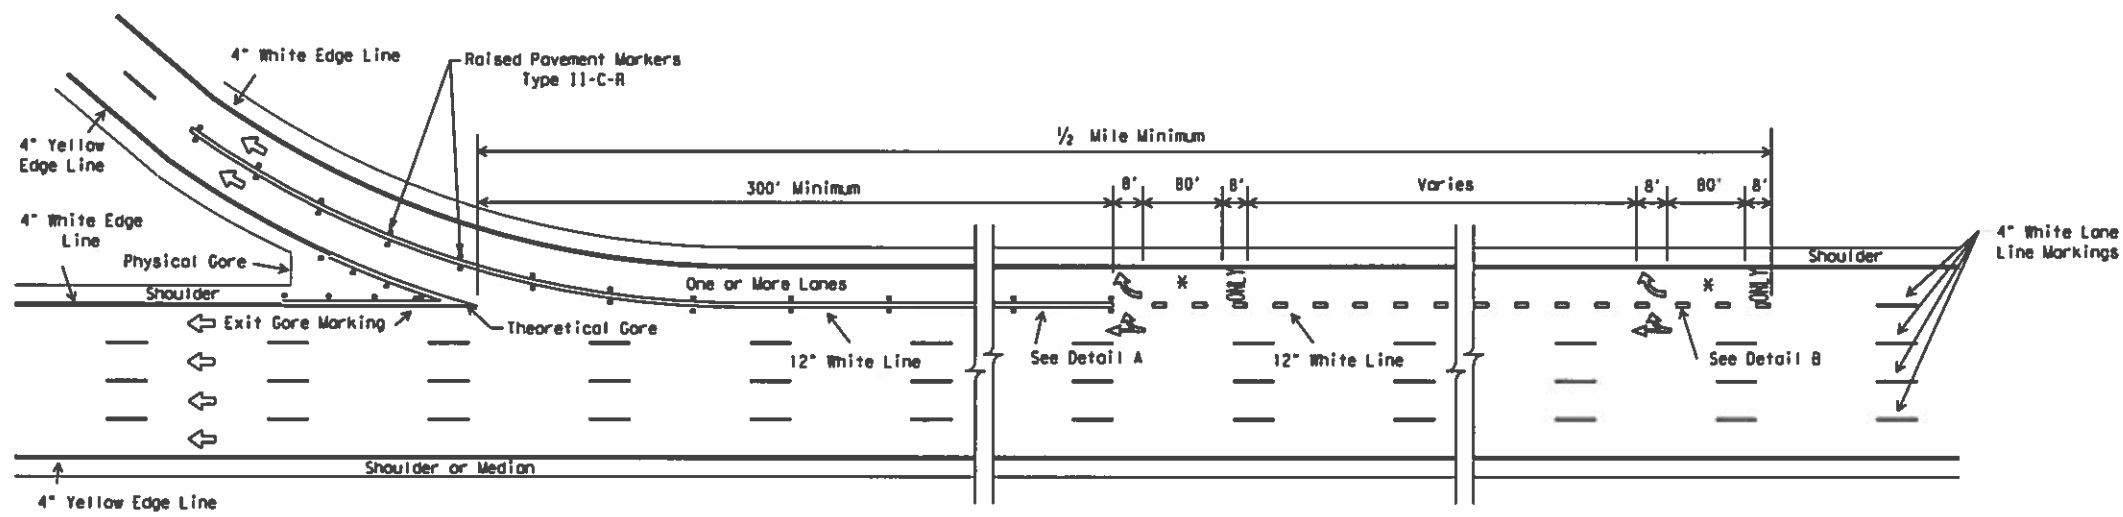 4" White Edge Line
Raised Pavement Markers
Type II-C-R
½ Mile Minimum
4" Yellow
Edge Line
300' Minimum
8'
80'
8'
Varies
8'
80'
8'
4" White Edge
Line
4" White Lane
Line Markings
Physical Gore
Shoulder
Shoulder
One or More Lanes
*
ONLY
*
ONLY
Exit Gore Marking
Theoretical Gore
12" White Line
See Detail A
12" White Line
See Detail B
Shoulder or Median
4" Yellow Edge Line